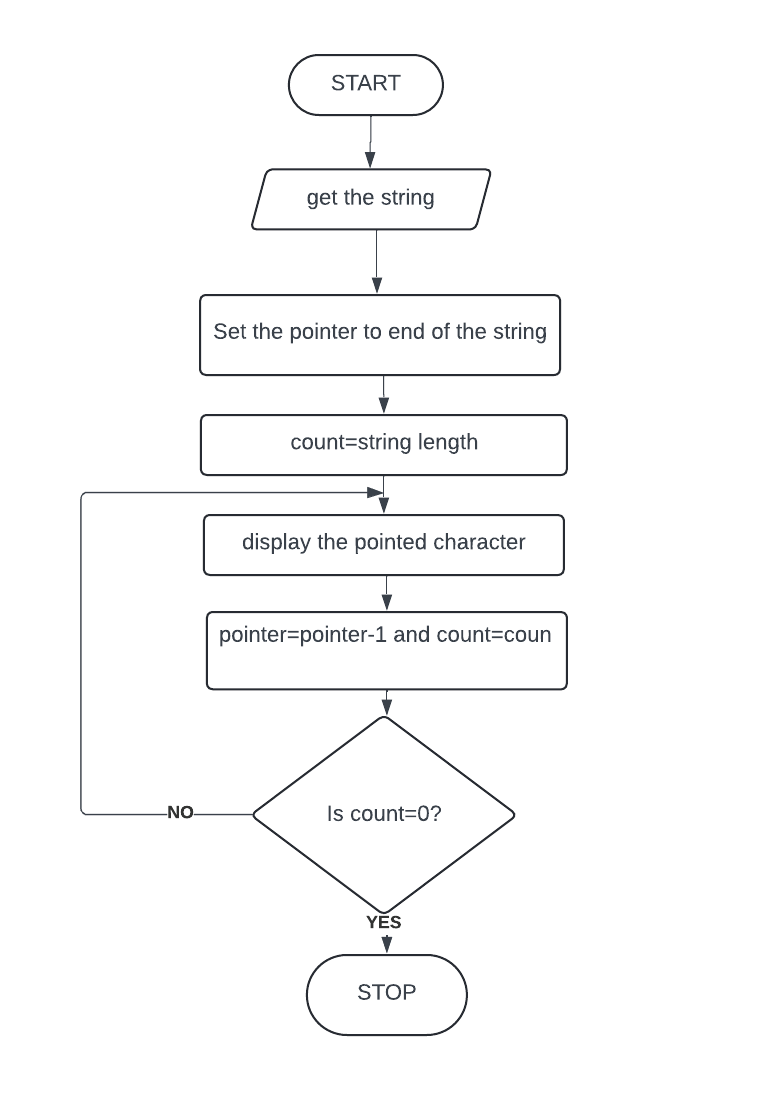 START
get the string
Set the pointer to end of the string
count=string length
display the pointed character
pointer=pointer-1 and count=coun
Is count=0?
NO
YES
STOP